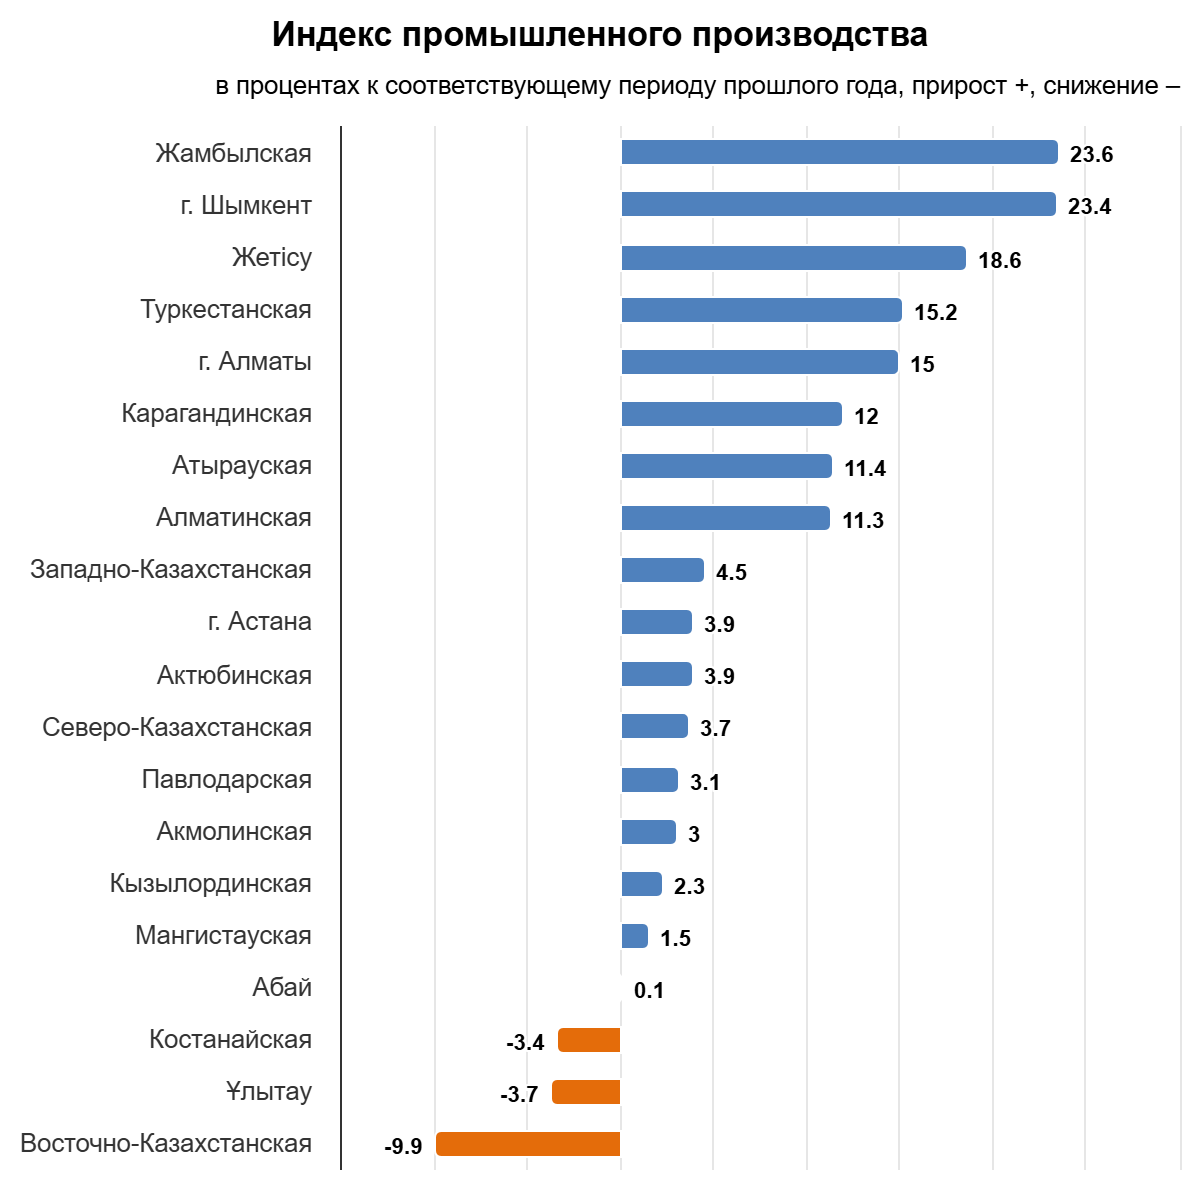 Индекс промышленного производства
в процентах к соответствующему периоду прошлого года, прирост +, снижение –
Жамбылская 23.6
г. Шымкент 23.4
Жетісу 18.6
Туркестанская 15.2
г. Алматы 15
Карагандинская 12
Атырауская 11.4
Алматинская 11.3
Западно-Казахстанская 4.5
г. Астана 3.9
Актюбинская 3.9
Северо-Казахстанская 3.7
Павлодарская 3.1
Акмолинская 3
Кызылординская 2.3
Мангистауская 1.5
Абай 0.1
Костанайская -3.4
Ұлытау -3.7
Восточно-Казахстанская -9.9